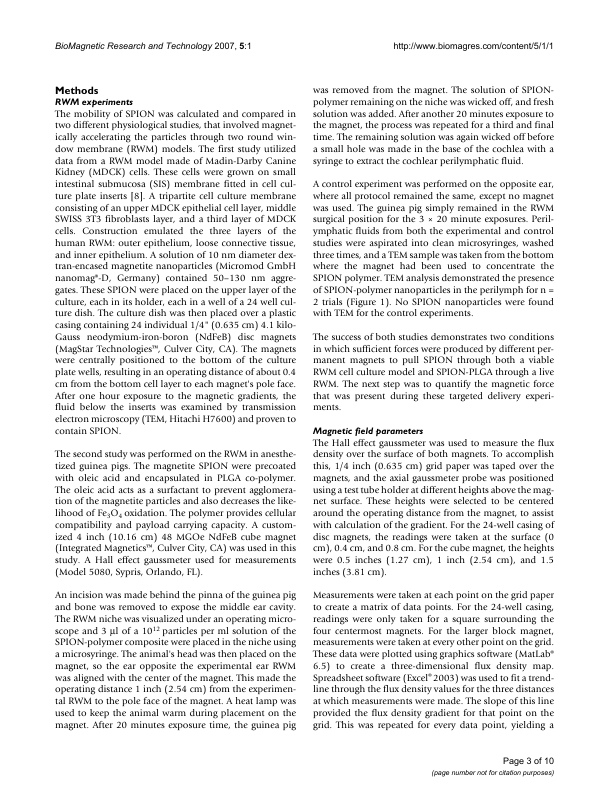 BioMagnetic Research and Technology 2007, 5:1
http://www.biomagres.com/content/5/1/1
Methods
RWM experiments
The mobility of SPION was calculated and compared in
two different physiological studies, that involved magnet-
ically accelerating the particles through two round win-
dow membrane (RWM) models. The first study utilized
data from a RWM model made of Madin-Darby Canine
Kidney (MDCK) cells. These cells were grown on small
intestinal submucosa (SIS) membrane fitted in cell cul-
ture plate inserts [8]. A tripartite cell culture membrane
consisting of an upper MDCK epithelial cell layer, middle
SWISS 3T3 fibroblasts layer, and a third layer of MDCK
cells. Construction emulated the three layers of the
human RWM: outer epithelium, loose connective tissue,
and inner epithelium. A solution of 10 nm diameter dex-
tran-encased magnetite nanoparticles (Micromod GmbH
nanomag®-D, Germany) contained 50–130 nm aggre-
gates. These SPION were placed on the upper layer of the
culture, each in its holder, each in a well of a 24 well cul-
ture dish. The culture dish was then placed over a plastic
casing containing 24 individual 1/4" (0.635 cm) 4.1 kilo-
Gauss neodymium-iron-boron (NdFeB) disc magnets
(MagStar Technologies™, Culver City, CA). The magnets
were centrally positioned to the bottom of the culture
plate wells, resulting in an operating distance of about 0.4
cm from the bottom cell layer to each magnet's pole face.
After one hour exposure to the magnetic gradients, the
fluid below the inserts was examined by transmission
electron microscopy (TEM, Hitachi H7600) and proven to
contain SPION.
The second study was performed on the RWM in anesthe-
tized guinea pigs. The magnetite SPION were precoated
with oleic acid and encapsulated in PLGA co-polymer.
The oleic acid acts as a surfactant to prevent agglomera-
tion of the magnetite particles and also decreases the like-
lihood of Fe₃O₄ oxidation. The polymer provides cellular
compatibility and payload carrying capacity. A custom-
ized 4 inch (10.16 cm) 48 MGOe NdFeB cube magnet
(Integrated Magnetics™, Culver City, CA) was used in this
study. A Hall effect gaussmeter used for measurements
(Model 5080, Sypris, Orlando, FL).
An incision was made behind the pinna of the guinea pig
and bone was removed to expose the middle ear cavity.
The RWM niche was visualized under an operating micro-
scope and 3 μl of a 10¹² particles per ml solution of the
SPION-polymer composite were placed in the niche using
a microsyringe. The animal's head was then placed on the
magnet, so the ear opposite the experimental ear RWM
was aligned with the center of the magnet. This made the
operating distance 1 inch (2.54 cm) from the experimen-
tal RWM to the pole face of the magnet. A heat lamp was
used to keep the animal warm during placement on the
magnet. After 20 minutes exposure time, the guinea pig
was removed from the magnet. The solution of SPION-
polymer remaining on the niche was wicked off, and fresh
solution was added. After another 20 minutes exposure to
the magnet, the process was repeated for a third and final
time. The remaining solution was again wicked off before
a small hole was made in the base of the cochlea with a
syringe to extract the cochlear perilymphatic fluid.
A control experiment was performed on the opposite ear,
where all protocol remained the same, except no magnet
was used. The guinea pig simply remained in the RWM
surgical position for the 3 × 20 minute exposures. Peril-
ymphatic fluids from both the experimental and control
studies were aspirated into clean microsyringes, washed
three times, and a TEM sample was taken from the bottom
where the magnet had been used to concentrate the
SPION polymer. TEM analysis demonstrated the presence
of SPION-polymer nanoparticles in the perilymph for n =
2 trials (Figure 1). No SPION nanoparticles were found
with TEM for the control experiments.
The success of both studies demonstrates two conditions
in which sufficient forces were produced by different per-
manent magnets to pull SPION through both a viable
RWM cell culture model and SPION-PLGA through a live
RWM. The next step was to quantify the magnetic force
that was present during these targeted delivery experi-
ments.
Magnetic field parameters
The Hall effect gaussmeter was used to measure the flux
density over the surface of both magnets. To accomplish
this, 1/4 inch (0.635 cm) grid paper was taped over the
magnets, and the axial gaussmeter probe was positioned
using a test tube holder at different heights above the mag-
net surface. These heights were selected to be centered
around the operating distance from the magnet, to assist
with calculation of the gradient. For the 24-well casing of
disc magnets, the readings were taken at the surface (0
cm), 0.4 cm, and 0.8 cm. For the cube magnet, the heights
were 0.5 inches (1.27 cm), 1 inch (2.54 cm), and 1.5
inches (3.81 cm).
Measurements were taken at each point on the grid paper
to create a matrix of data points. For the 24-well casing,
readings were only taken for a square surrounding the
four centermost magnets. For the larger block magnet,
measurements were taken at every other point on the grid.
These data were plotted using graphics software (MatLab®
6.5) to create a three-dimensional flux density map.
Spreadsheet software (Excel® 2003) was used to fit a trend-
line through the flux density values for the three distances
at which measurements were made. The slope of this line
provided the flux density gradient for that point on the
grid. This was repeated for every data point, yielding a
Page 3 of 10
(page number not for citation purposes)